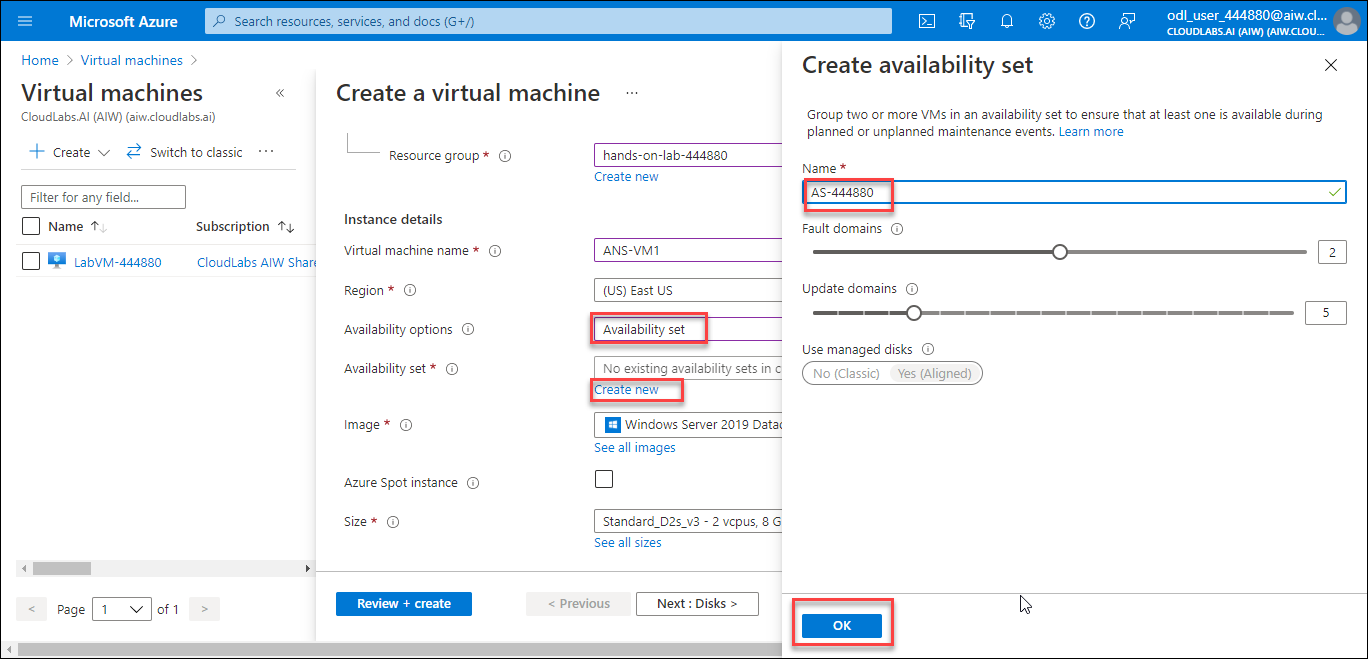 Microsoft Azure
Search resources, services, and docs (G+/)
odl_user_444880@aiw.cl...
CLOUDLABS.AI (AIW) (AIW.CLOU...
Home > Virtual machines >
Virtual machines
«
CloudLabs.AI (AIW) (aiw.cloudlabs.ai)
+ Create
Switch to classic
...
Filter for any field...
Name ↑↓
Subscription ↑↓
LabVM-444880
CloudLabs AIW Share
< Page 1 of 1 >
Create a virtual machine ...
Resource group *
hands-on-lab-444880
Create new
Instance details
Virtual machine name *
ANS-VM1
Region *
(US) East US
Availability options
Availability set
Availability set *
No existing availability sets in c
Create new
Image *
Windows Server 2019 Datac
See all images
Azure Spot instance
Size *
Standard_D2s_v3 - 2 vcpus, 8 G
See all sizes
Review + create
< Previous
Next : Disks >
Create availability set
Group two or more VMs in an availability set to ensure that at least one is available during
planned or unplanned maintenance events. Learn more
Name *
AS-444880
Fault domains
2
Update domains
5
Use managed disks
No (Classic) Yes (Aligned)
OK